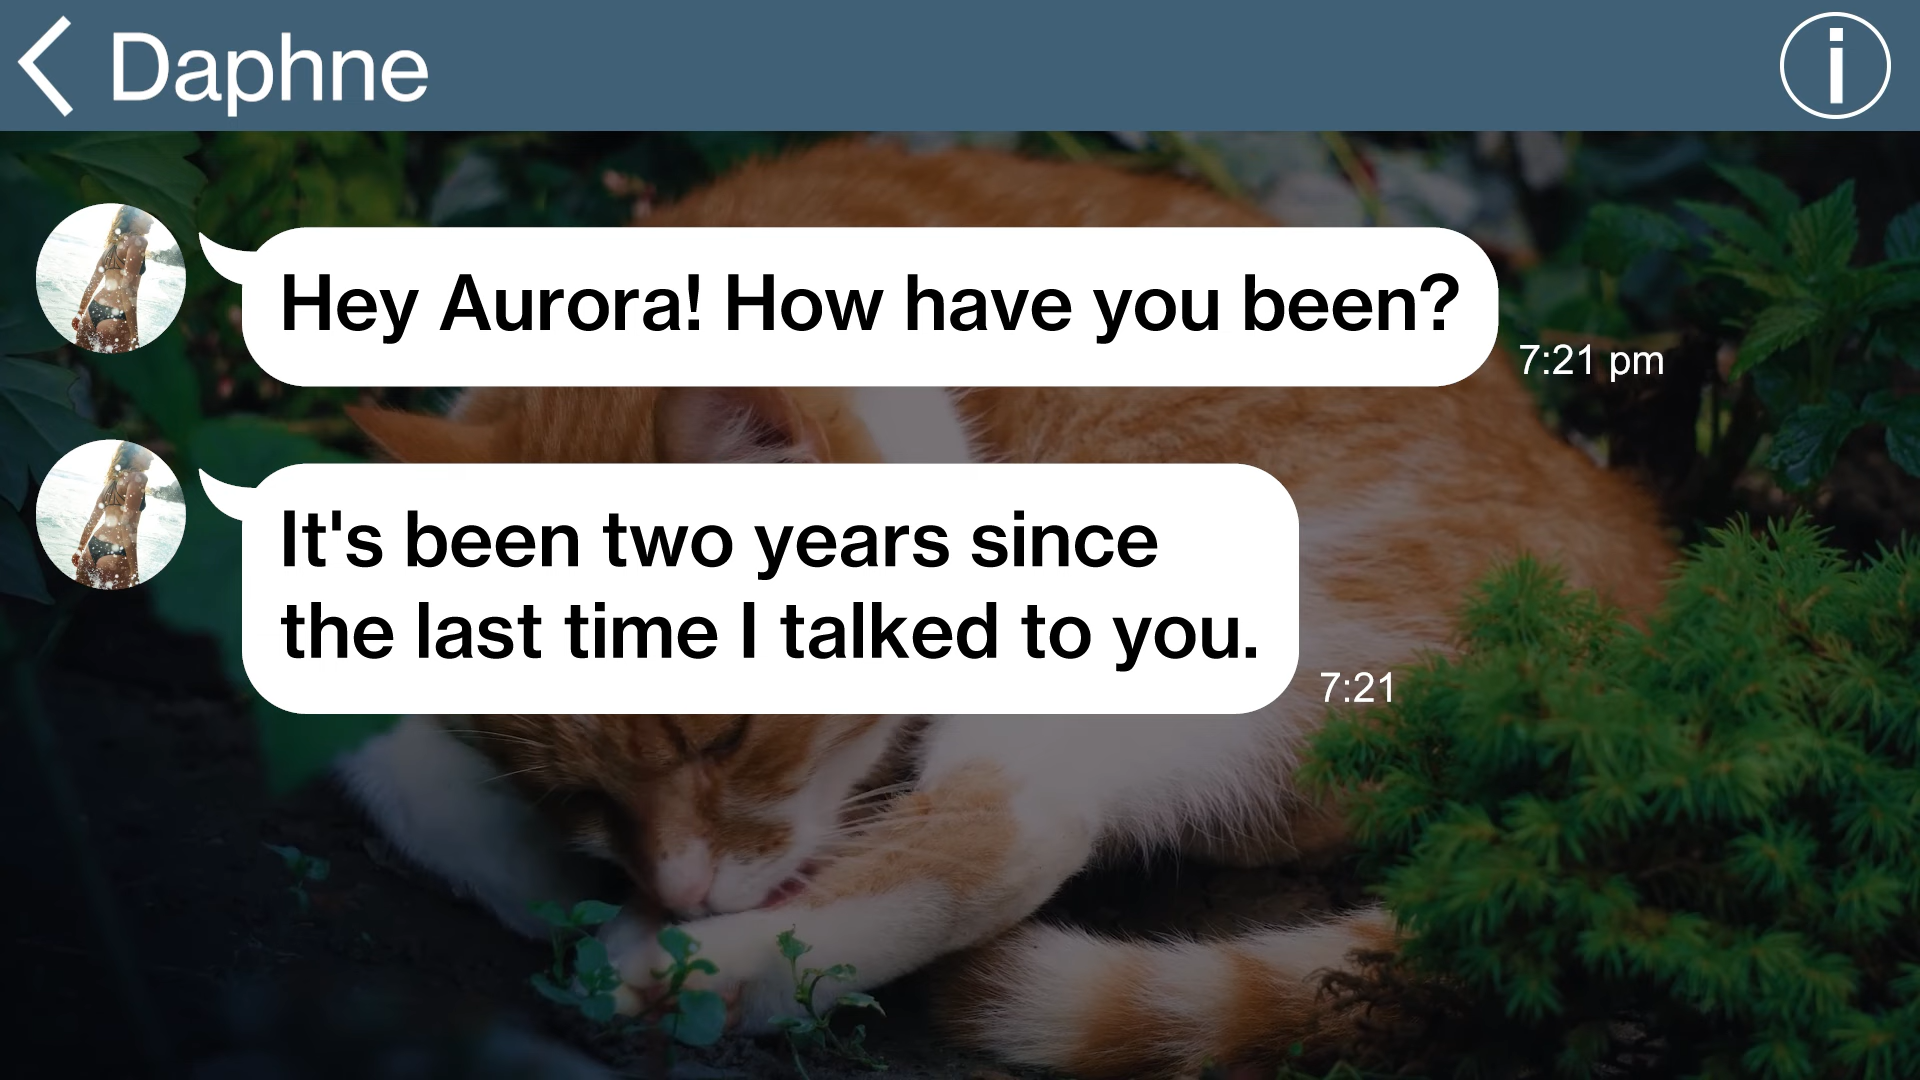 Daphne
Hey Aurora! How have you been?
7:21 pm
It's been two years since
the last time I talked to you.
7:21